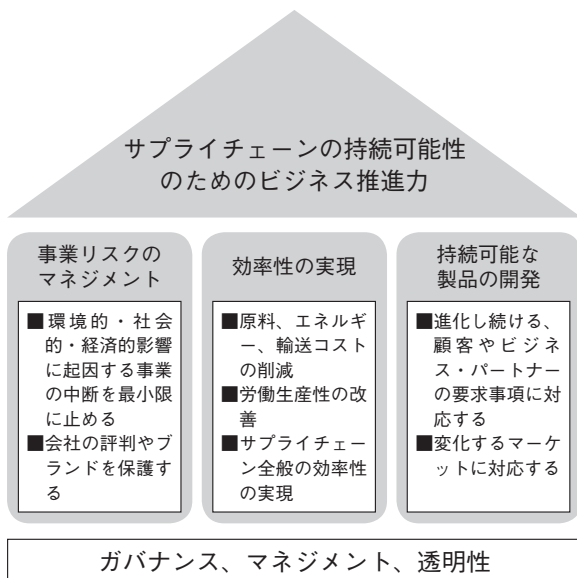 サプライチェーンの持続可能性
のためのビジネス推進力
事業リスクの
マネジメント
■環境的・社会
的・経済的影響
に起因する事業
の中断を最小限
に止める
■会社の評判やブ
ランドを保護す
る
効率性の実現
■原料、エネルギ
ー、輸送コスト
の削減
■労働生産性の改
善
■サプライチェー
ン全般の効率性
の実現
持続可能な
製品の開発
■進化し続ける、
顧客やビジネ
ス・パートナー
の要求事項に対
応する
■変化するマーケ
ットに対応する
ガバナンス、マネジメント、透明性